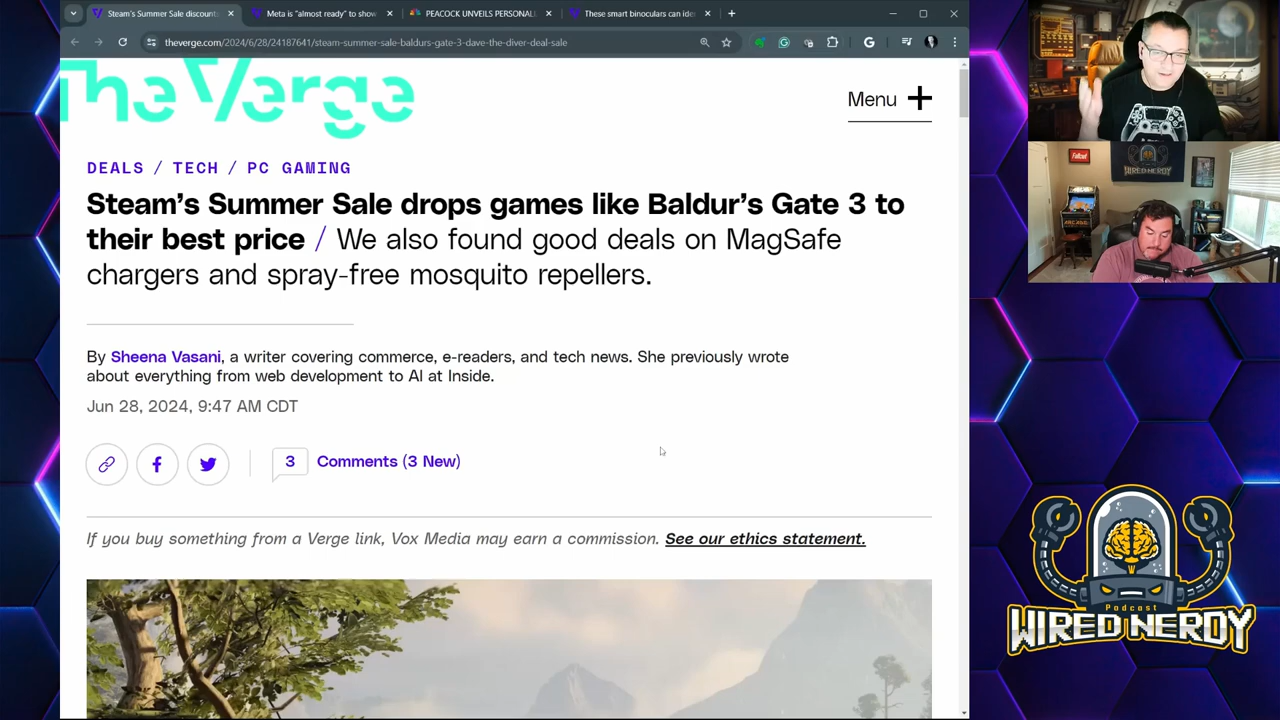 Steam's Summer Sale discount
Meta is "almost ready" to show
PEACOCK UNVEILS PERSONAL
These smart binoculars can ide
theverge.com/2024/6/28/24187641/steam-summer-sale-baldurs-gate-3-dave-the-diver-deal-sale
The Verge
Menu
DEALS / TECH / PC GAMING
Steam's Summer Sale drops games like Baldur's Gate 3 to
their best price / We also found good deals on MagSafe
chargers and spray-free mosquito repellers.
By Sheena Vasani, a writer covering commerce, e-readers, and tech news. She previously wrote
about everything from web development to AI at Inside.
Jun 28, 2024, 9:47 AM CDT
3 Comments (3 New)
If you buy something from a Verge link, Vox Media may earn a commission. See our ethics statement.
Fallout
WIRED NERDY
Podcast
WIRED NERDY